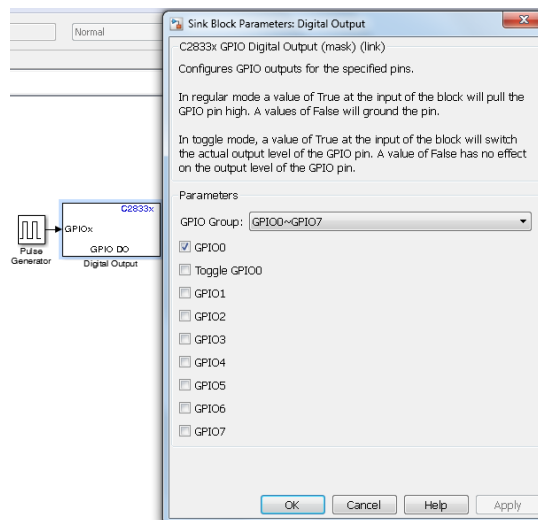 Normal
C2833x
GPIOx
GPIO DO
Pulse
Generator
Digital Output
Sink Block Parameters: Digital Output
C2833x GPIO Digital Output (mask) (link)
Configures GPIO outputs for the specified pins.
In regular mode a value of True at the input of the block will pull the
GPIO pin high. A values of False will ground the pin.
In toggle mode, a value of True at the input of the block will switch
the actual output level of the GPIO pin. A value of False has no effect
on the output level of the GPIO pin.
Parameters
GPIO Group: GPIO0~GPIO7
GPIO0
Toggle GPIO0
GPIO1
GPIO2
GPIO3
GPIO4
GPIO5
GPIO6
GPIO7
OK Cancel Help Apply